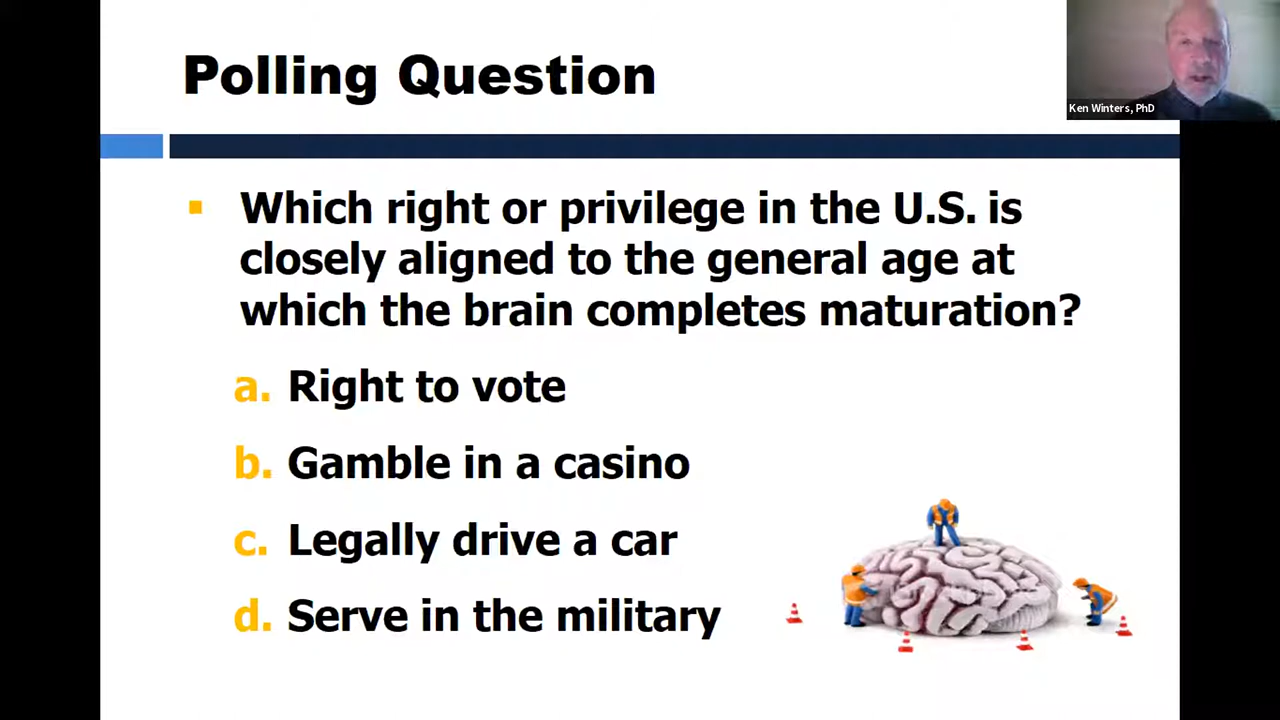 Polling Question
Ken Winters, PhD
▪ Which right or privilege in the U.S. is
closely aligned to the general age at
which the brain completes maturation?
a. Right to vote
b. Gamble in a casino
c. Legally drive a car
d. Serve in the military